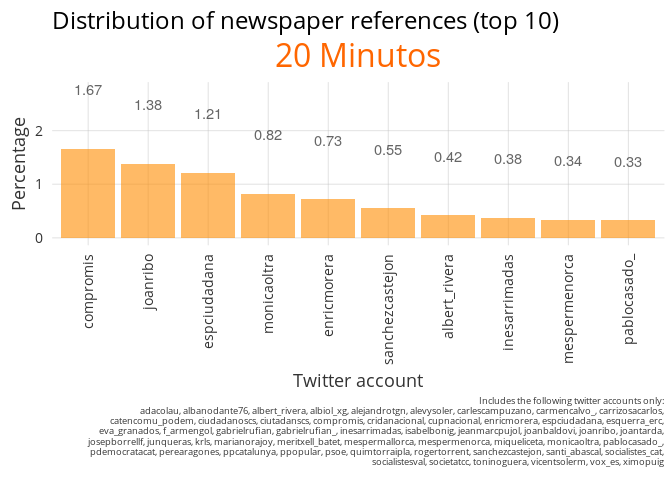 Distribution of newspaper references (top 10)
20 Minutos
1.67
1.38
1.21
0.82
0.73
0.55
0.42
0.38
0.34
0.33
Percentage
2
1
0
compromis
joanribo
espciudadana
monicaoltra
enricmorera
sanchezcastejon
albert_rivera
inesarrimadas
mespermenorca
pablocasado_
Twitter account
Includes the following twitter accounts only:
adacolau, albanodante76, albert_rivera, albiol_xg, alejandrotgn, alevysoler, carlescampuzano, carmencalvo_, carrizosacarlos,
catencomu_podem, ciudadanoscs, ciutadanscs, compromis, cridanacional, cupnacional, enricmorera, espciudadana, esquerra_erc,
eva_granados, f_armengol, gabrielrufian, gabrielrufian_, inesarrimadas, isabelbonig, jeanmarcpujol, joanbaldovi, joanribo, joantarda,
josepborrellf, junqueras, krls, marianorajoy, meritxell_batet, mespermallorca, mespermenorca, miqueliceta, monicaoltra, pablocasado_,
pdemocratacat, perearagones, ppcatalunya, ppopular, psoe, quimtorraipla, rogertorrent, sanchezcastejon, santi_abascal, socialistes_cat,
socialistesval, societatcc, toninoguera, vicentsolerm, vox_es, ximopuig